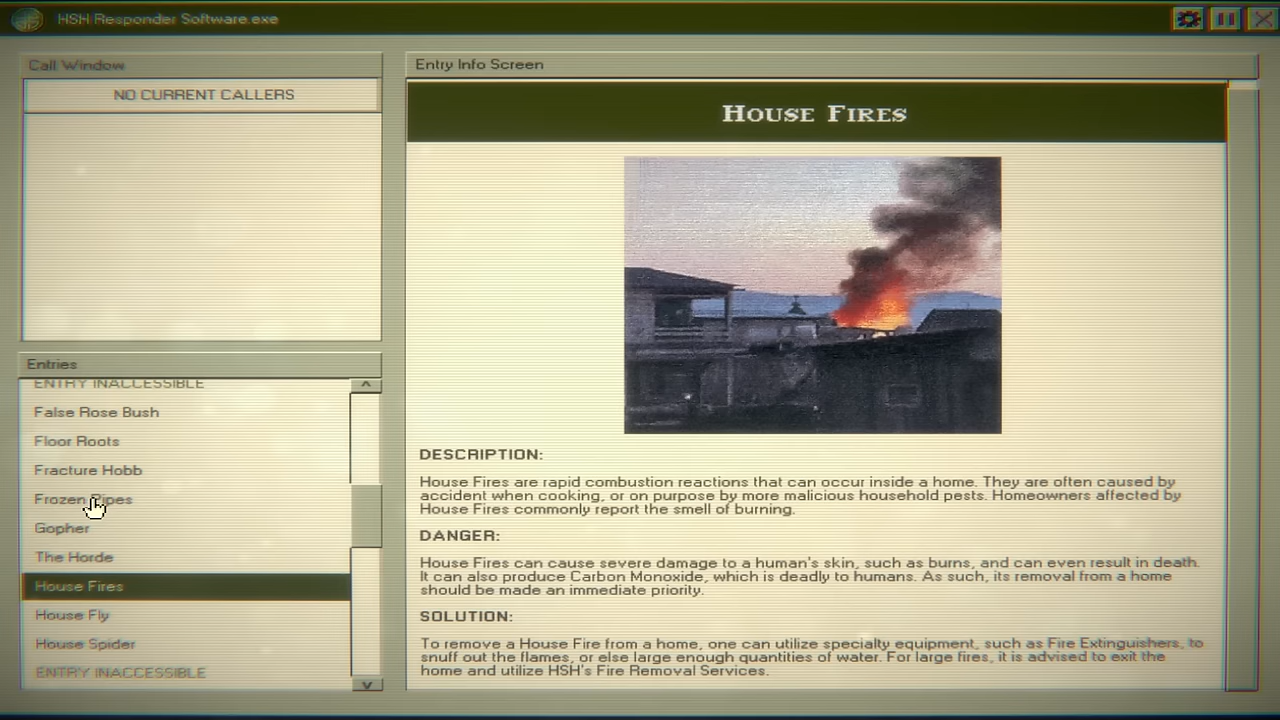 HSH Responder Software.exe
Call Window
NO CURRENT CALLERS
Entries
ENTRY INACCESSIBLE
False Rose Bush
Floor Roots
Fracture Hobb
Frozen Pipes
Gopher
The Horde
House Fires
House Fly
House Spider
ENTRY INACCESSIBLE
Entry Info Screen
House Fires
DESCRIPTION:
House Fires are rapid combustion reactions that can occur inside a home. They are often caused by
accident when cooking, or on purpose by more malicious household pests. Homeowners affected by
House Fires commonly report the smell of burning.
DANGER:
House Fires can cause severe damage to a human's skin, such as burns, and can even result in death.
It can also produce Carbon Monoxide, which is deadly to humans. As such, its removal from a home
should be made an immediate priority.
SOLUTION:
To remove a House Fire from a home, one can utilize specialty equipment, such as Fire Extinguishers, to
snuff out the flames, or else large enough quantities of water. For large fires, it is advised to exit the
home and utilize HSH's Fire Removal Services.